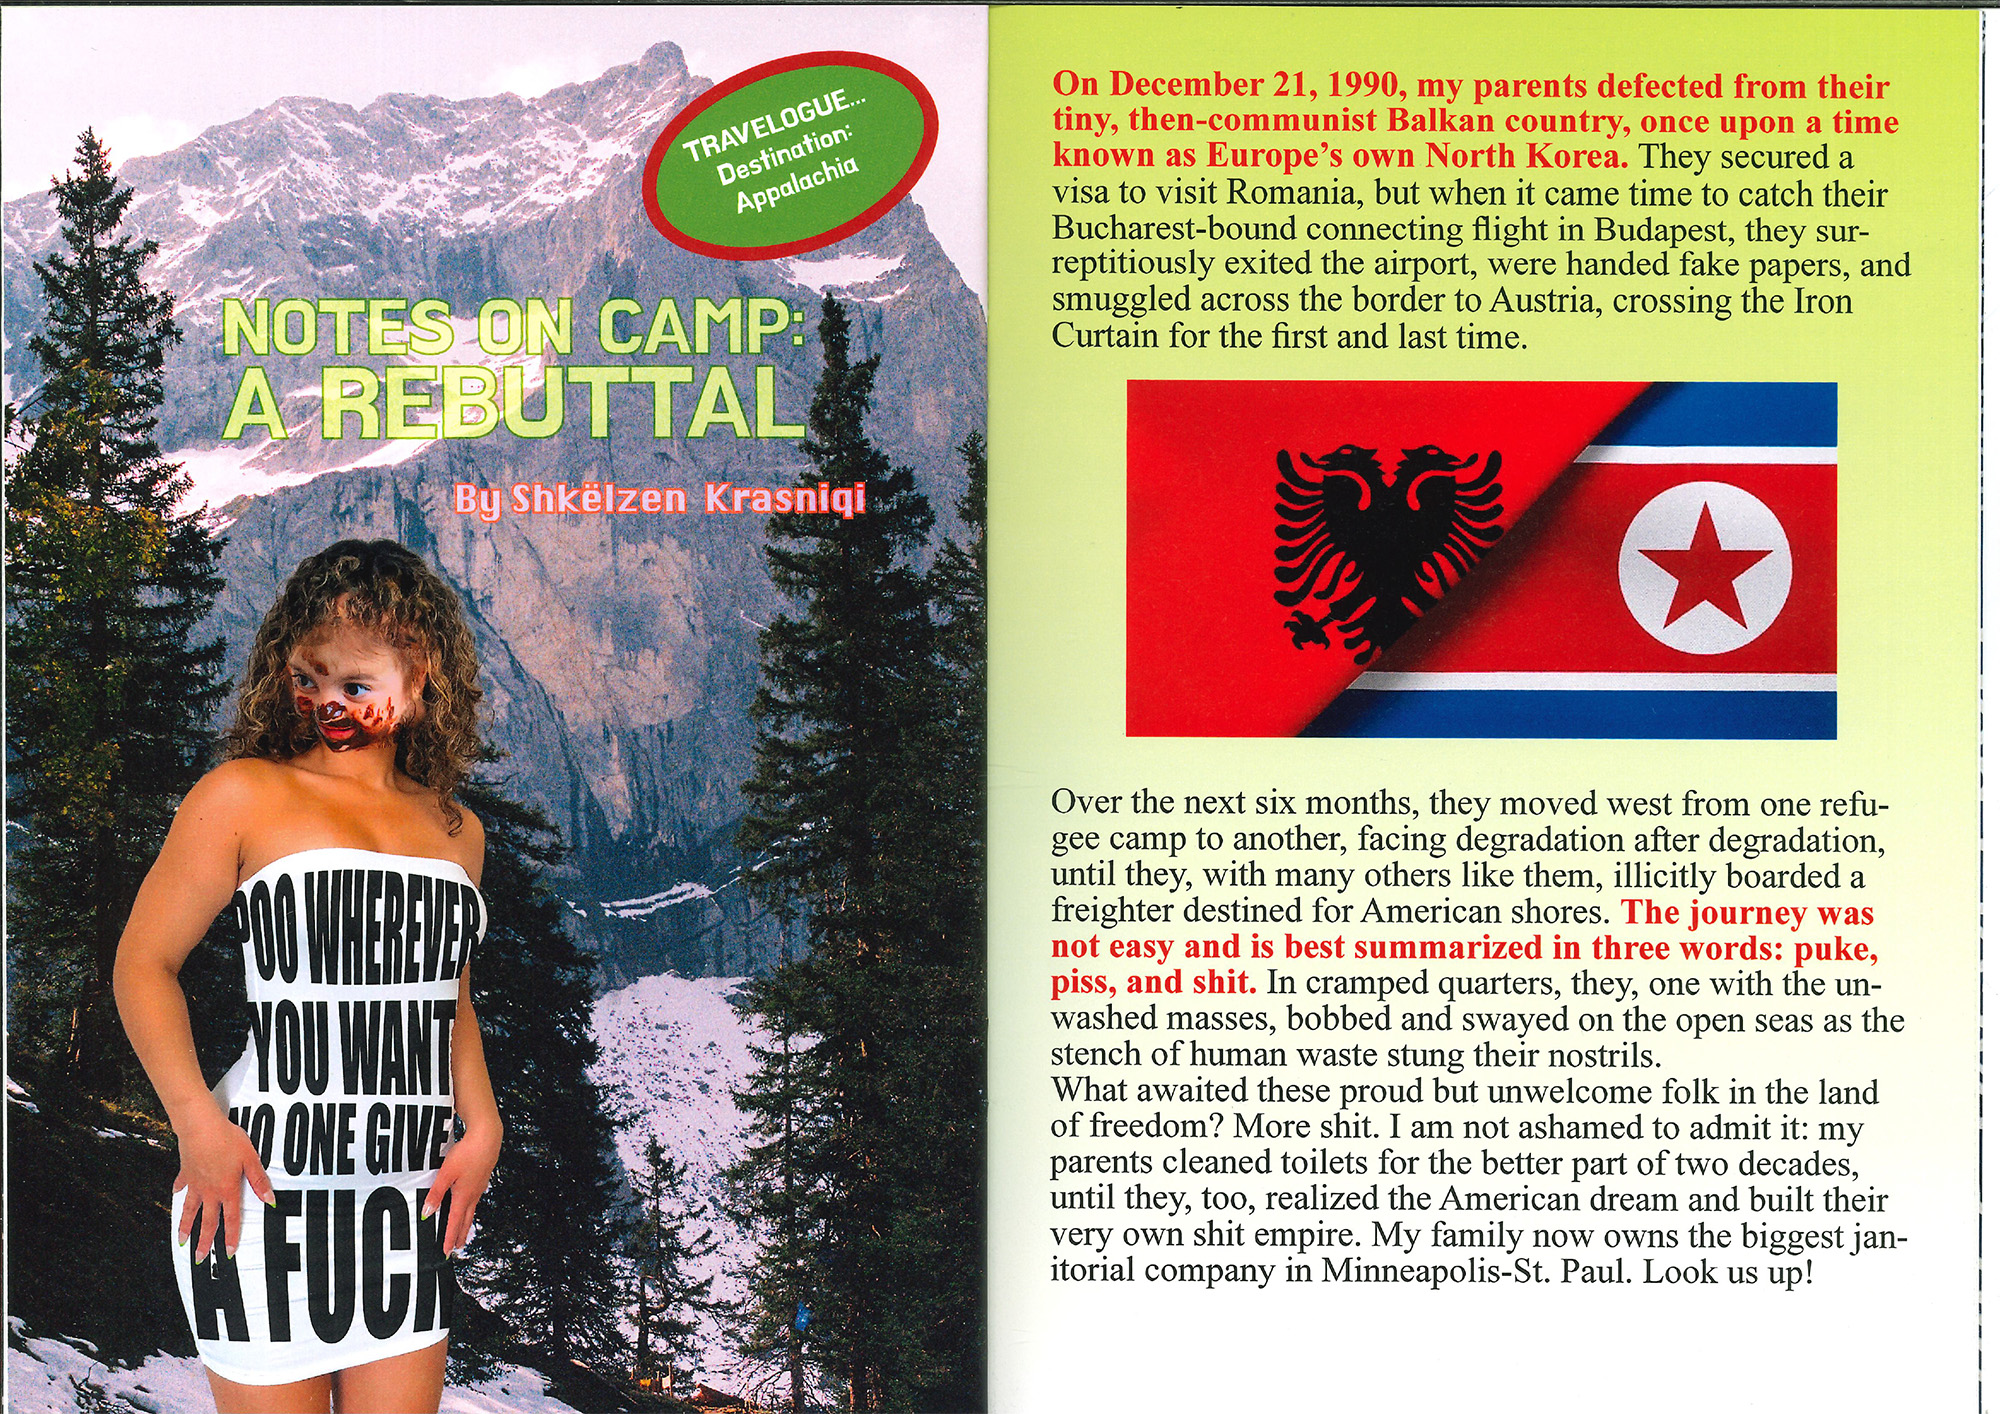 TRAVELOGUE...
Destination:
Appalachia
NOTES ON CAMP:
A REBUTTAL
By Shkëlzen Krasniqi
POO WHEREVER
YOU WANT
NO ONE GIVE
A FUCK
On December 21, 1990, my parents defected from their
tiny, then-communist Balkan country, once upon a time
known as Europe's own North Korea. They secured a
visa to visit Romania, but when it came time to catch their
Bucharest-bound connecting flight in Budapest, they sur-
reptitiously exited the airport, were handed fake papers, and
smuggled across the border to Austria, crossing the Iron
Curtain for the first and last time.
Over the next six months, they moved west from one refu-
gee camp to another, facing degradation after degradation,
until they, with many others like them, illicitly boarded a
freighter destined for American shores. The journey was
not easy and is best summarized in three words: puke,
piss, and shit. In cramped quarters, they, one with the un-
washed masses, bobbed and swayed on the open seas as the
stench of human waste stung their nostrils.
What awaited these proud but unwelcome folk in the land
of freedom? More shit. I am not ashamed to admit it: my
parents cleaned toilets for the better part of two decades,
until they, too, realized the American dream and built their
very own shit empire. My family now owns the biggest jan-
itorial company in Minneapolis-St. Paul. Look us up!